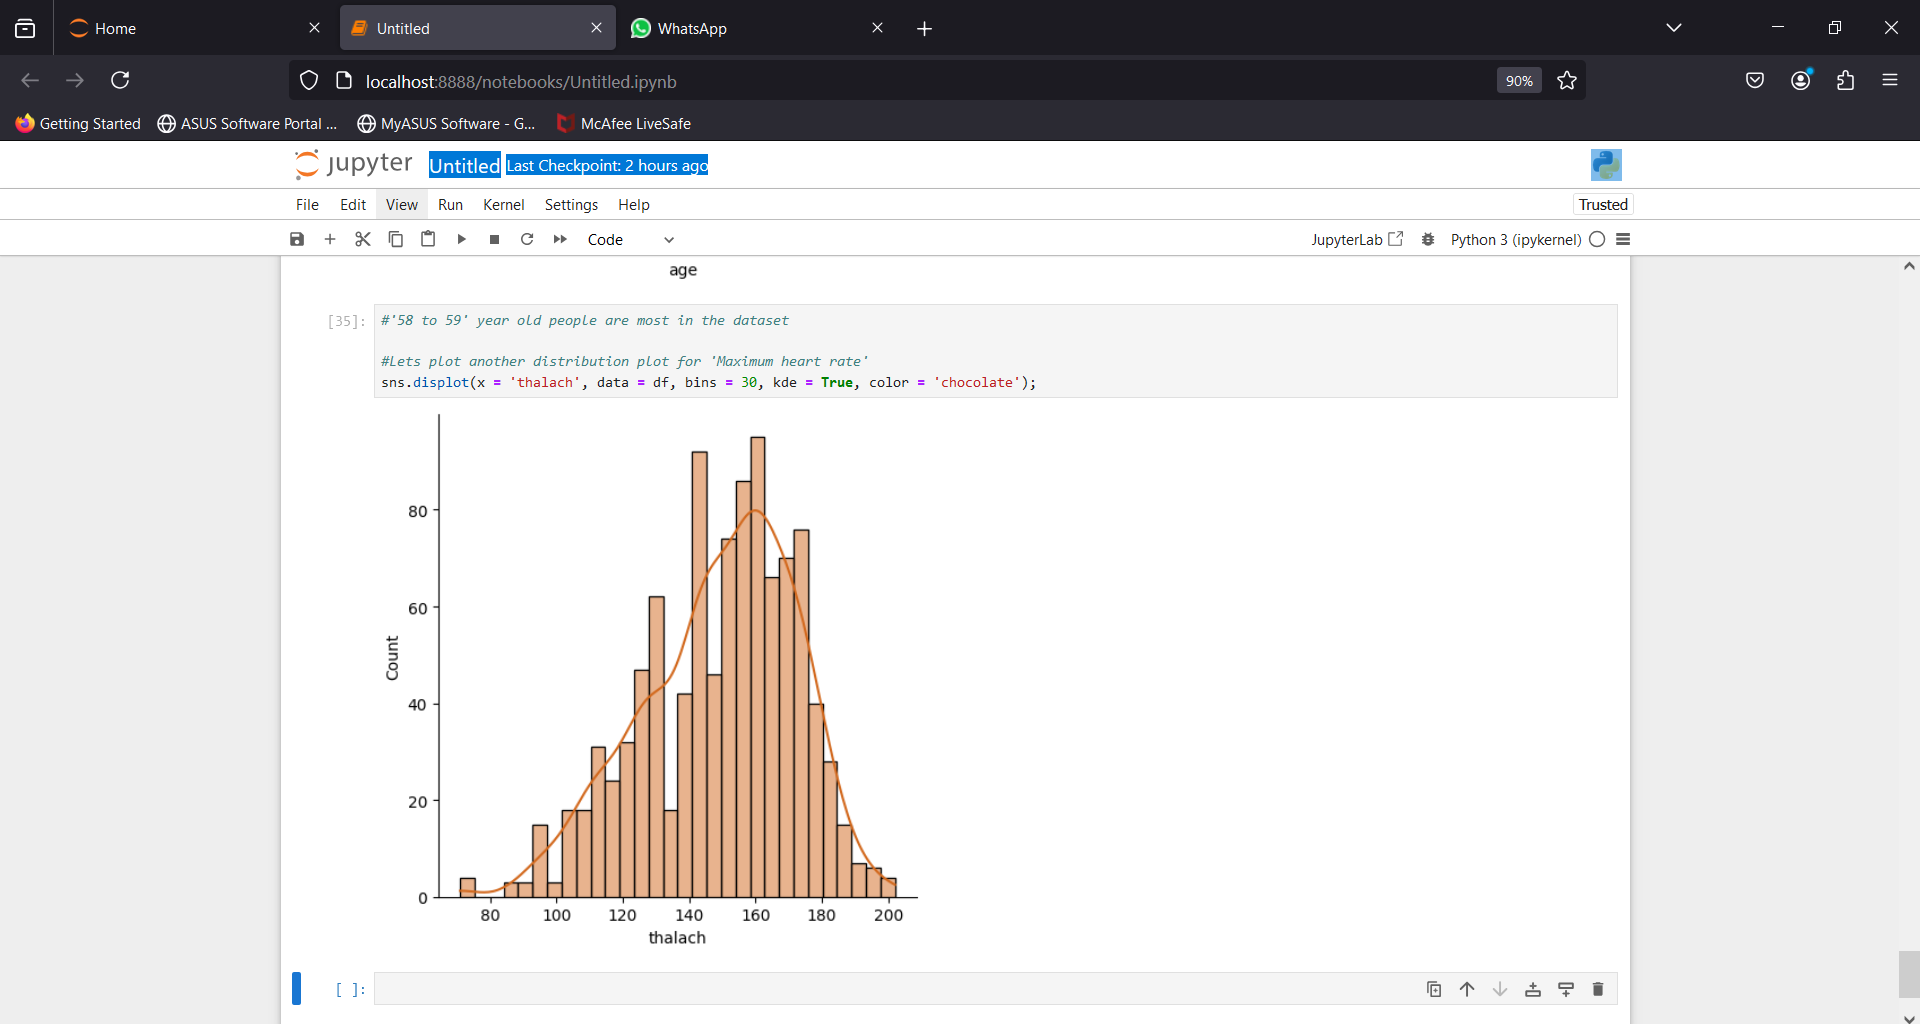 Home
Untitled
WhatsApp
localhost:8888/notebooks/Untitled.ipynb
90%
Getting Started
ASUS Software Portal ...
MyASUS Software - G...
McAfee LiveSafe
jupyter Untitled Last Checkpoint: 2 hours ago
File Edit View Run Kernel Settings Help
Trusted
Code
JupyterLab
Python 3 (ipykernel)
age
[35]:
#'58 to 59' year old people are most in the dataset
#Lets plot another distribution plot for 'Maximum heart rate'
sns.displot(x = 'thalach', data = df, bins = 30, kde = True, color = 'chocolate');
80
60
Count
40
20
0
80 100 120 140 160 180 200
thalach
[ ]: